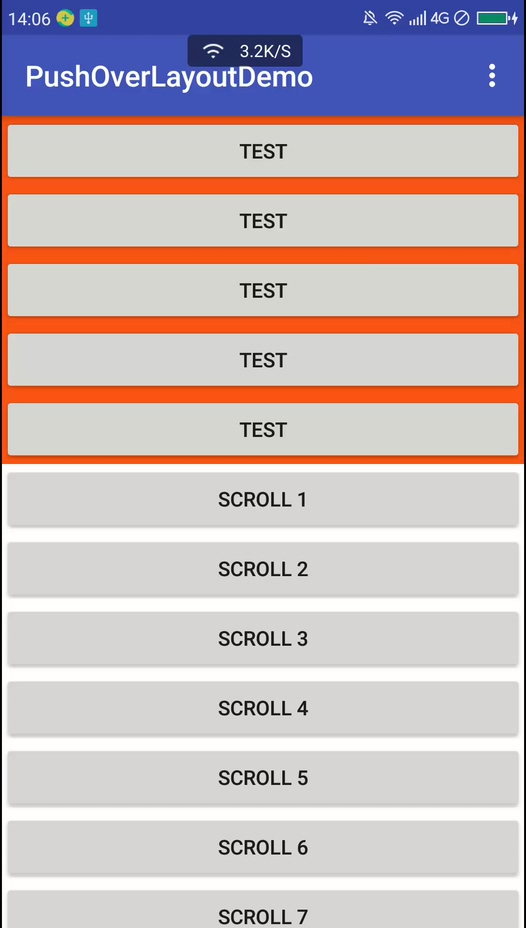 14:06 4G
3.2K/S
PushOverLayoutDemo
TEST
TEST
TEST
TEST
TEST
SCROLL 1
SCROLL 2
SCROLL 3
SCROLL 4
SCROLL 5
SCROLL 6
SCROLL 7